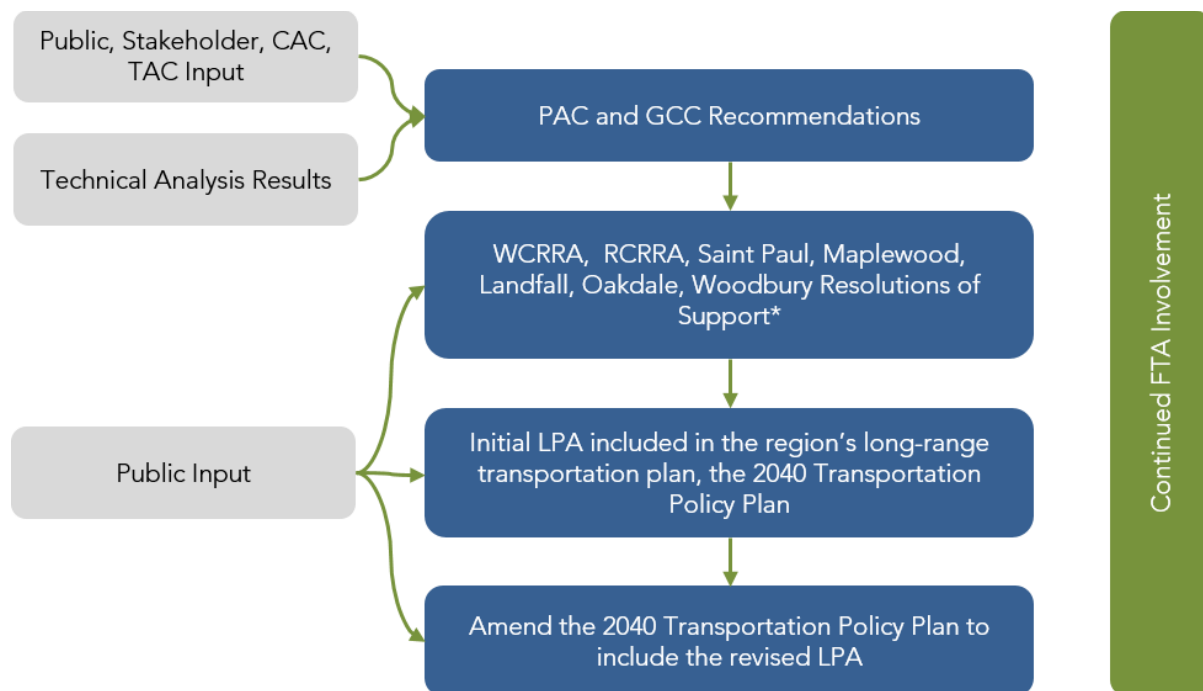 Public, Stakeholder, CAC,
TAC Input
Technical Analysis Results
PAC and GCC Recommendations
WCRRA,  RCRRA, Saint Paul, Maplewood,
Landfall, Oakdale, Woodbury Resolutions of
Support*
Public Input
Initial LPA included in the region’s long-range
transportation plan, the 2040 Transportation
Policy Plan
Amend the 2040 Transportation Policy Plan to
include the revised LPA
Continued FTA Involvement